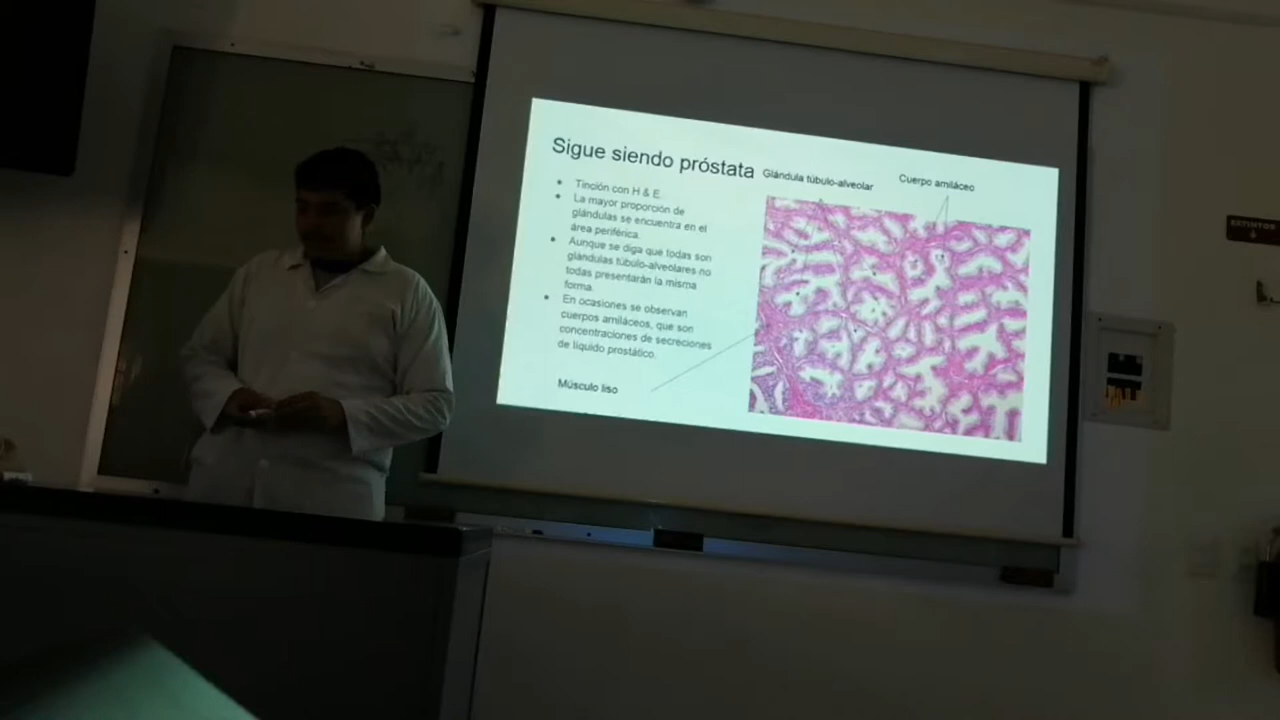 Sigue siendo próstata
Glándula túbulo-alveolar
Cuerpo amiláceo
Tinción con H & E.
La mayor proporción de
glándulas se encuentra en el
área periférica.
Aunque se diga que todas son
glándulas túbulo-alveolares no
todas presentarán la misma
forma.
En ocasiones se observan
cuerpos amiláceos, que son
concentraciones de secreciones
de líquido prostático.
Músculo liso